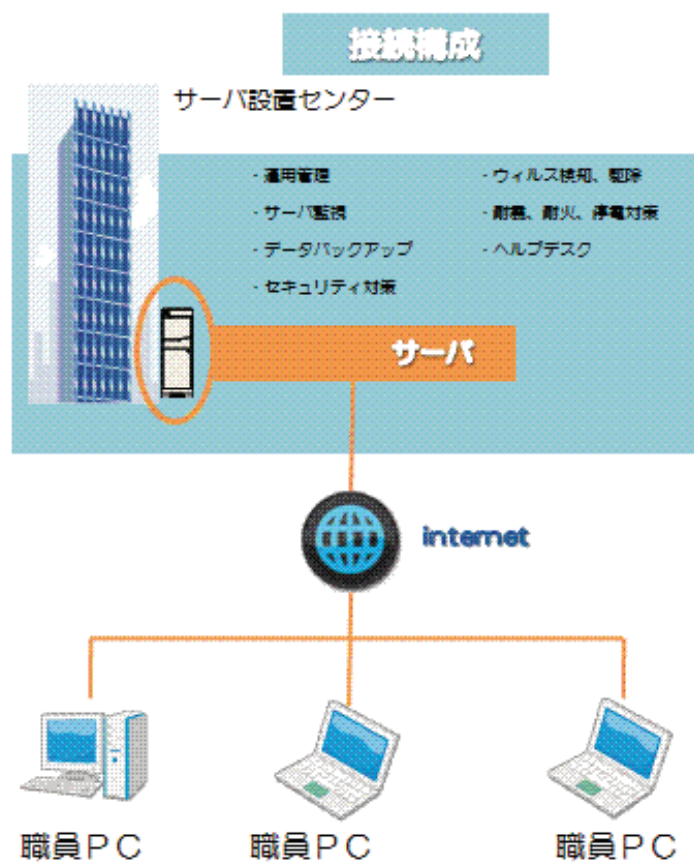 接続構成
サーバ設置センター
・運用管理
・サーバ監視
・データバックアップ
・セキュリティ対策
・ウィルス検知、駆除
・耐震、耐火、停電対策
・ヘルプデスク
サーバ
internet
職員ＰＣ
職員ＰＣ
職員ＰＣ